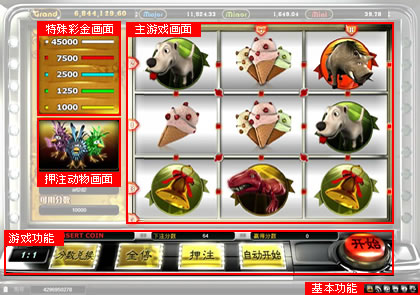 Grand 6,844,129.60 Major 11,924.33 Minor 1,649.04 Mini 39.78
特殊彩金画面
主游戏画面
45000
7500
2500
1250
1000
押注动物画面
可用分数
10000
游戏功能
INSERT COIN 下注分数 64 赢得分数 0
1:1 分数兑换 全停 押注 自动开始 开始
基本功能
4295950278